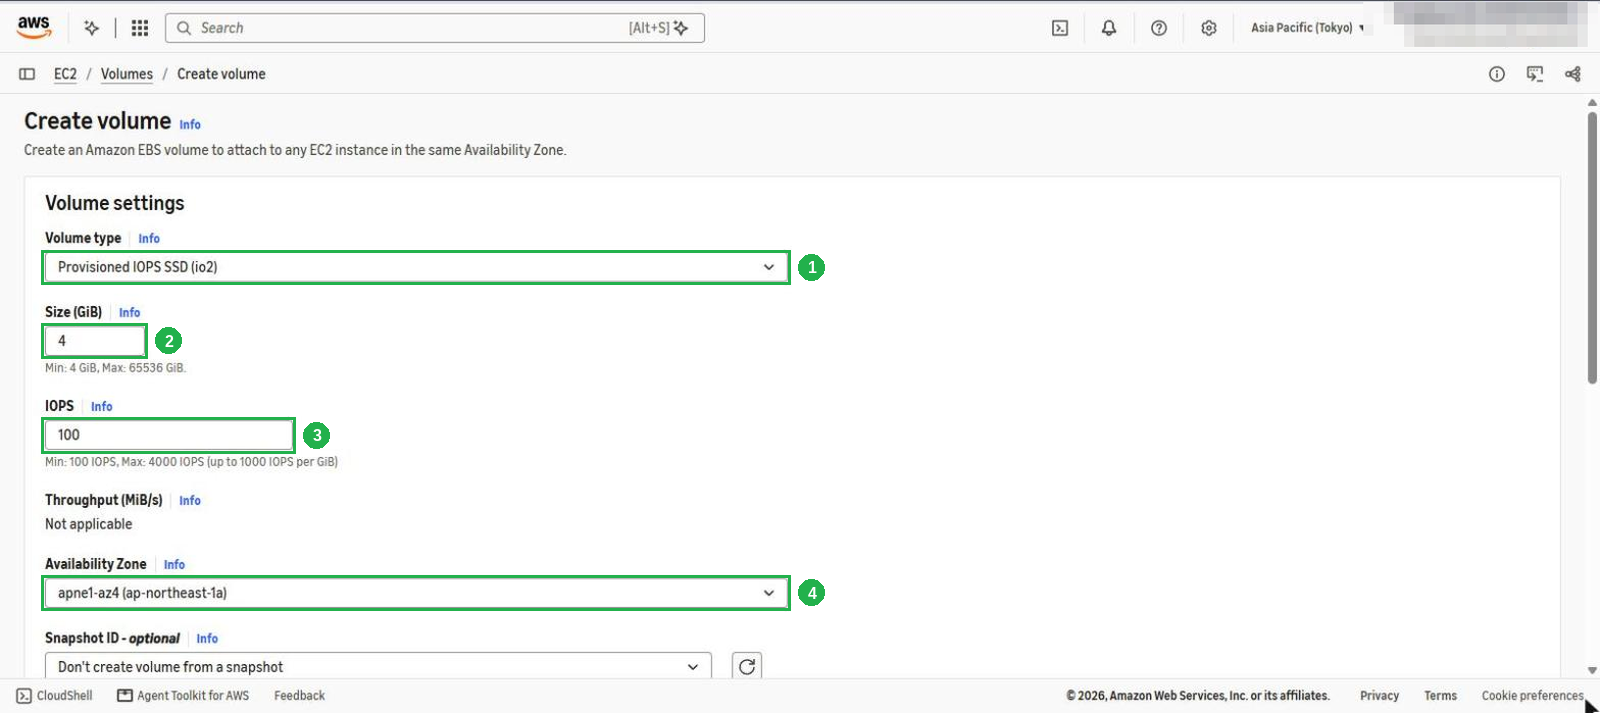 aws
Search [Alt+S]
Asia Pacific (Tokyo)
EC2 / Volumes / Create volume
Create volume Info
Create an Amazon EBS volume to attach to any EC2 instance in the same Availability Zone.
Volume settings
Volume type Info
Provisioned IOPS SSD (io2) 1
Size (GiB) Info
4 2
Min: 4 GiB, Max: 65536 GiB.
IOPS Info
100 3
Min: 100 IOPS, Max: 4000 IOPS (up to 1000 IOPS per GiB)
Throughput (MiB/s) Info
Not applicable
Availability Zone Info
apne1-az4 (ap-northeast-1a) 4
Snapshot ID - optional Info
Don't create volume from a snapshot
CloudShell Agent Toolkit for AWS Feedback © 2026, Amazon Web Services, Inc. or its affiliates. Privacy Terms Cookie preferences